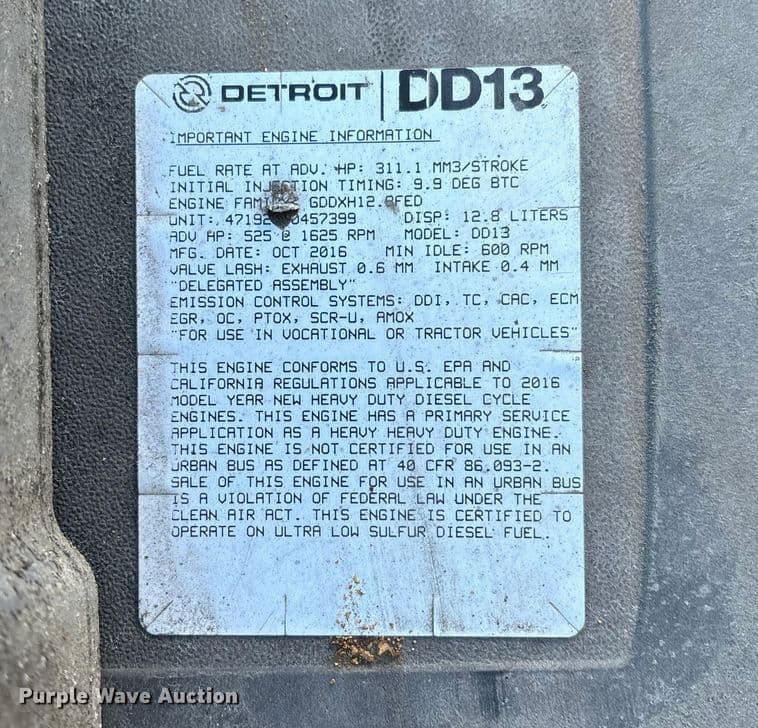 DETROIT DD13
IMPORTANT ENGINE INFORMATION
FUEL RATE AT ADV. HP: 311.1 MM3/STROKE
INITIAL INJECTION TIMING: 9.9 DEG BTC
ENGINE GDDXH12.8FED
UNIT: DISP: 12.8 LITERS
ADV HP: 525 @ 1625 RPM MODEL: DD13
MFG. DATE: OCT 2016 MIN IDLE: 600 RPM
VALVE LASH: EXHAUST 0.6 MM INTAKE 0.4 MM
"DELEGATED ASSEMBLY"
EMISSION CONTROL SYSTEMS: DDI, TC, CAC, ECM
EGR, OC, PTOX, SCR-U, AMOX
"FOR USE IN VOCATIONAL OR TRACTOR VEHICLES"
THIS ENGINE CONFORMS TO U.S. EPA AND
CALIFORNIA REGULATIONS APPLICABLE TO 2016
MODEL YEAR NEW HEAVY DUTY DIESEL CYCLE
ENGINES. THIS ENGINE HAS A PRIMARY SERVICE
APPLICATION AS A HEAVY HEAVY DUTY ENGINE.
THIS ENGINE IS NOT CERTIFIED FOR USE IN AN
URBAN BUS AS DEFINED AT 40 CFR 86.093-2.
SALE OF THIS ENGINE FOR USE IN AN URBAN BUS
IS A VIOLATION OF FEDERAL LAW UNDER THE
CLEAN AIR ACT. THIS ENGINE IS CERTIFIED TO
OPERATE ON ULTRA LOW SULFUR DIESEL FUEL.
Purple Wave Auction